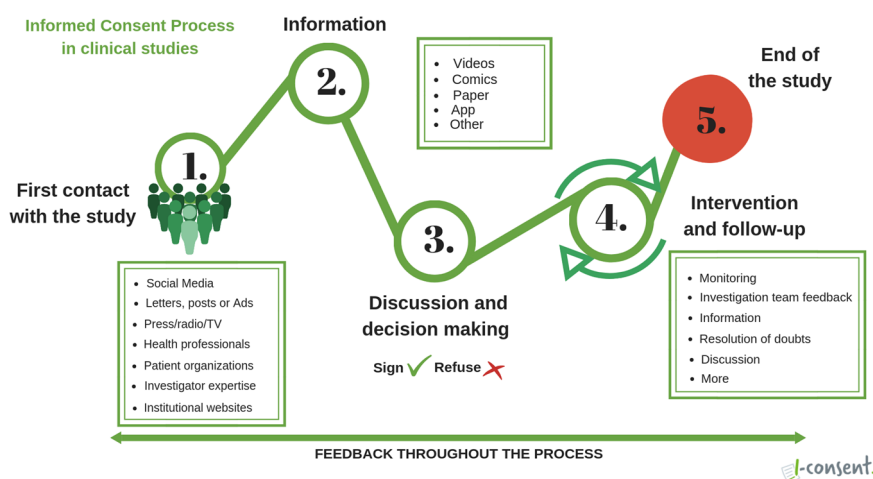 Informed Consent Process
in clinical studies
1.
First contact
with the study
• Social Media
• Letters, posts or Ads
• Press/radio/TV
• Health professionals
• Patient organizations
• Investigator expertise
• Institutional websites
Information
2.
• Videos
• Comics
• Paper
• App
• Other
3.
Discussion and
decision making
Sign Refuse
4.
Intervention
and follow-up
• Monitoring
• Investigation team feedback
• Information
• Resolution of doubts
• Discussion
• More
End of
the study
5.
FEEDBACK THROUGHOUT THE PROCESS
i-consent.